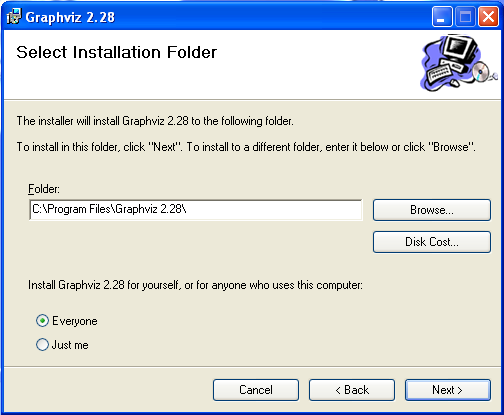 Graphviz 2.28
Select Installation Folder
The installer will install Graphviz 2.28 to the following folder.
To install in this folder, click "Next". To install to a different folder, enter it below or click "Browse".
Folder:
C:\Program Files\Graphviz 2.28\
Browse...
Disk Cost...
Install Graphviz 2.28 for yourself, or for anyone who uses this computer:
Everyone
Just me
Cancel
< Back
Next >